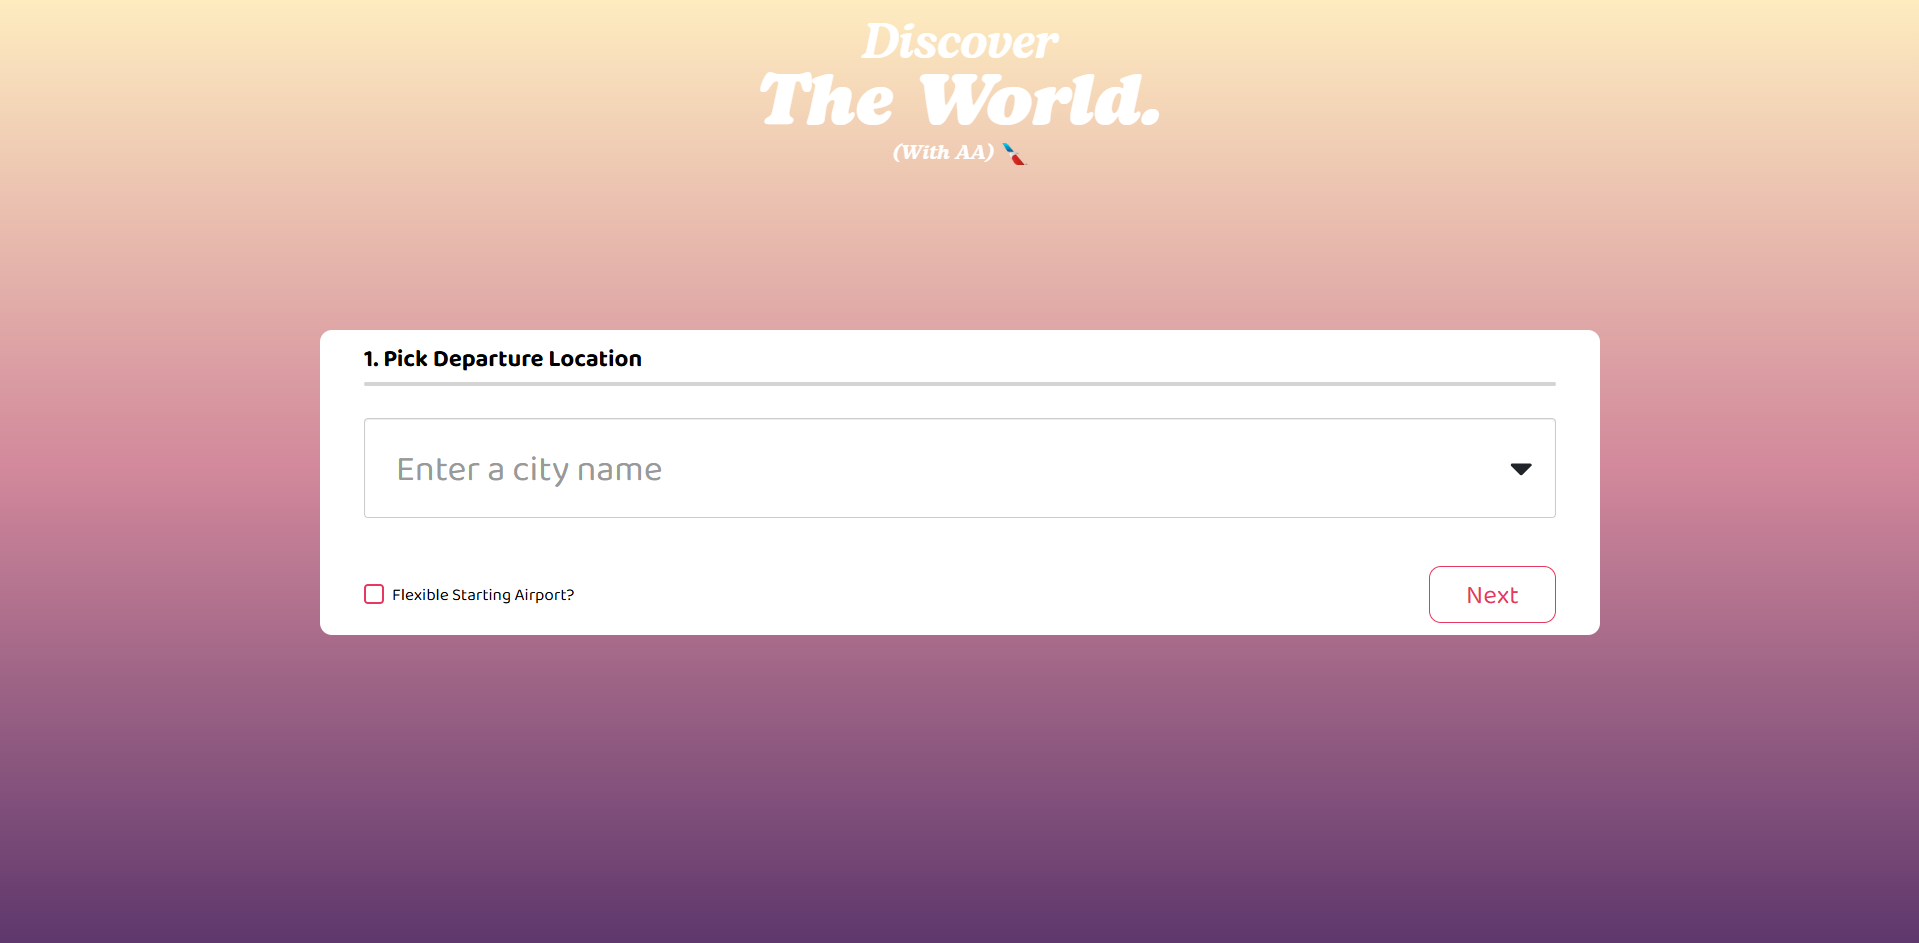 Discover
The World.
(With AA)
1. Pick Departure Location
Enter a city name
Flexible Starting Airport?
Next